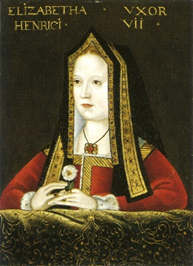 ELIZABETHA VXOR
HENRICI VII